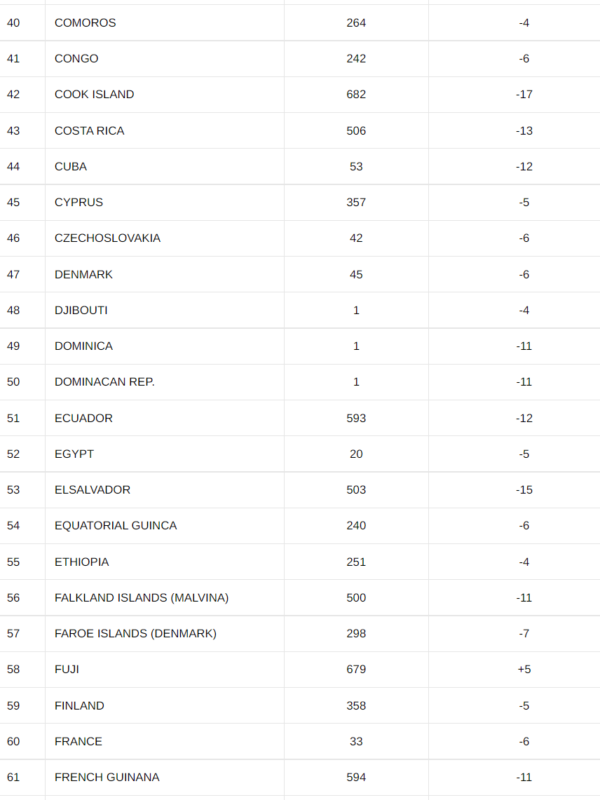 40 COMOROS 264 -4
41 CONGO 242 -6
42 COOK ISLAND 682 -17
43 COSTA RICA 506 -13
44 CUBA 53 -12
45 CYPRUS 357 -5
46 CZECHOSLOVAKIA 42 -6
47 DENMARK 45 -6
48 DJIBOUTI 1 -4
49 DOMINICA 1 -11
50 DOMINACAN REP. 1 -11
51 ECUADOR 593 -12
52 EGYPT 20 -5
53 ELSALVADOR 503 -15
54 EQUATORIAL GUINCA 240 -6
55 ETHIOPIA 251 -4
56 FALKLAND ISLANDS (MALVINA) 500 -11
57 FAROE ISLANDS (DENMARK) 298 -7
58 FUJI 679 +5
59 FINLAND 358 -5
60 FRANCE 33 -6
61 FRENCH GUINANA 594 -11